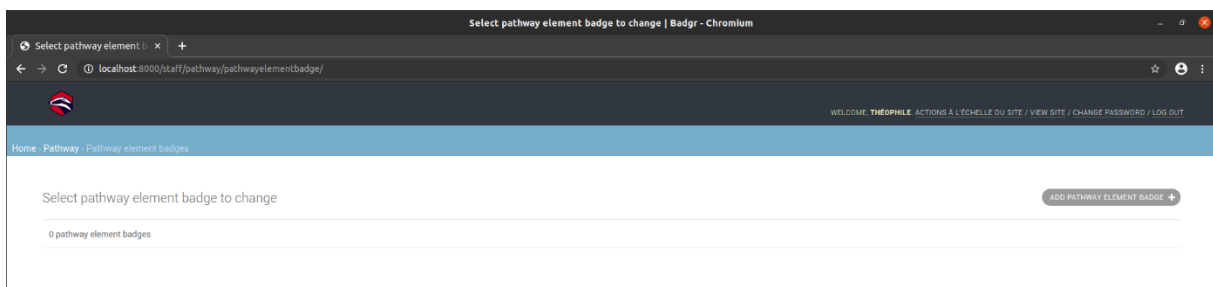 Select pathway element badge to change | Badgr - Chromium
Select pathway element b
localhost:8000/staff/pathway/pathwayelementbadge/
WELCOME, THÉOPHILE. ACTIONS À L'ÉCHELLE DU SITE / VIEW SITE / CHANGE PASSWORD / LOG OUT
Home › Pathway › Pathway element badges
Select pathway element badge to change
ADD PATHWAY ELEMENT BADGE +
0 pathway element badges